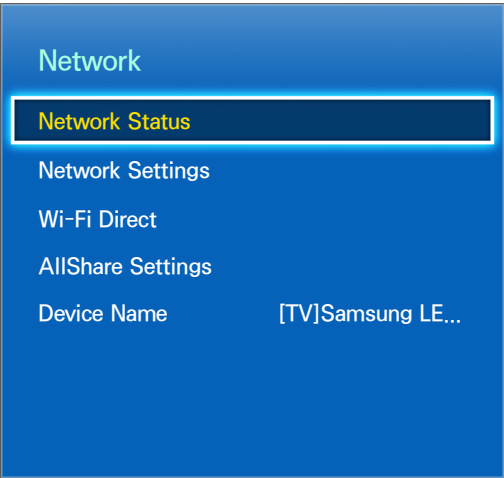 Network
Network Status
Network Settings
Wi-Fi Direct
AllShare Settings
Device Name [TV]Samsung LE...